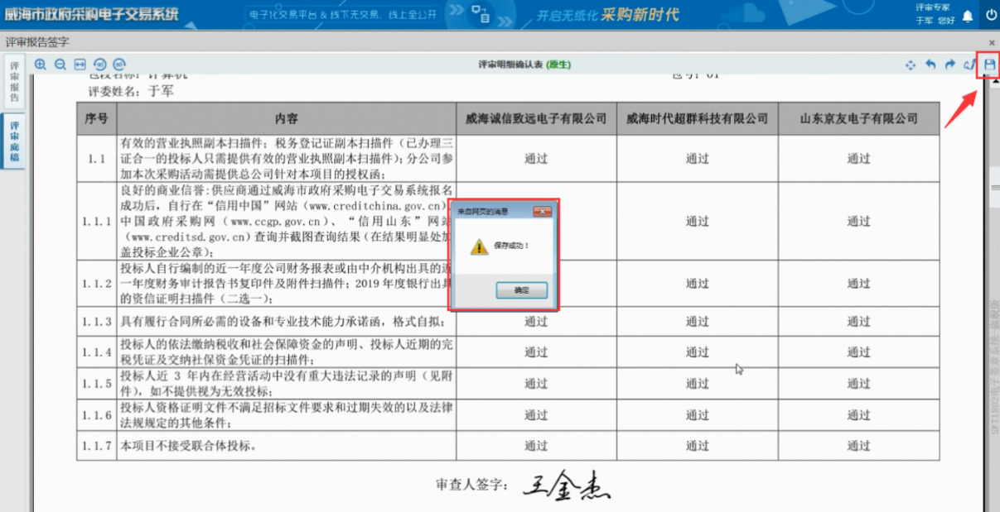 威海市政府采购电子交易系统
电子化交易平台 & 线下无交易、线上全公开
开启无纸化 采购新时代
评审专家
于军 您好
评审报告签字
评审报告
评审底稿
评审明细确认表 (原生)
包段名称: 计算机
包号: 01
评委姓名: 于军
序号 内容 威海诚信致远电子有限公司 威海时代超群科技有限公司 山东京友电子有限公司
1.1 有效的营业执照副本扫描件; 税务登记证副本扫描件 (已办理三
证合一的投标人只需提供有效的营业执照副本扫描件); 分公司参
加本次采购活动需提供总公司针对本项目的授权函; 通过 通过 通过
1.1.1 良好的商业信誉:供应商通过威海市政府采购电子交易系统报名
成功后, 自行在“信用中国”网站 (www.creditchina.gov.cn)
中国政府采购网 (www.ccgp.gov.cn)、“信用山东”网站
(www.creditsd.gov.cn) 查询并截图查询结果 (在结果明显处加
盖投标企业公章); 通过 通过
1.1.2 投标人自行编制的近一年度公司财务报表或由中介机构出具的近
一年度财务审计报告书复印件及附件扫描件; 2019 年度银行出具
的资信证明扫描件 (二选一); 通过 通过
1.1.3 具有履行合同所必需的设备和专业技术能力承诺函, 格式自拟; 通过 通过 通过
1.1.4 投标人的依法缴纳税收和社会保障资金的声明、投标人近期的完
税凭证及交纳社保资金凭证的扫描件; 通过 通过 通过
1.1.5 投标人近 3 年内在经营活动中没有重大违法记录的声明 (见附
件), 如不提供视为无效投标; 通过 通过 通过
1.1.6 投标人资格证明文件不满足招标文件要求和过期失效的以及法律
法规规定的其他条件; 通过 通过 通过
1.1.7 本项目不接受联合体投标。 通过 通过 通过
来自网页的消息
保存成功!
确定
审查人签字: 王金杰